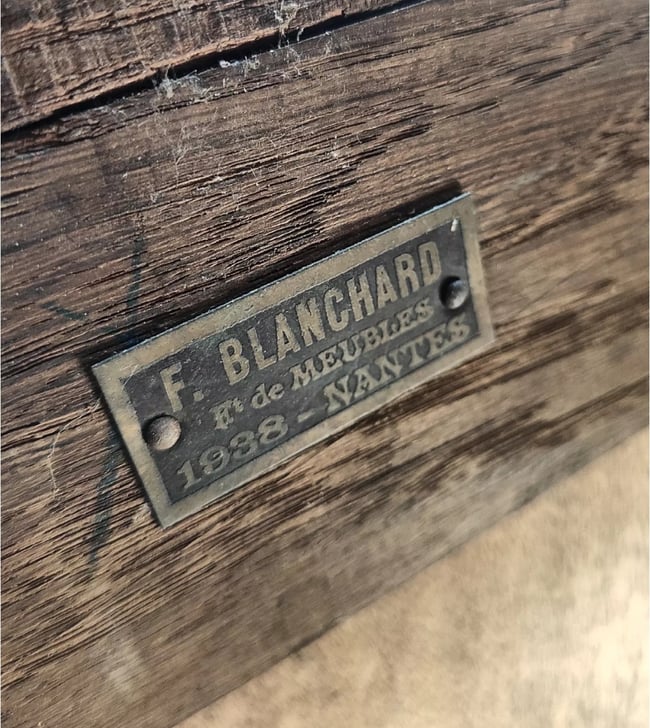 F. BLANCHARD
Ft de MEUBLES
1938 - NANTES